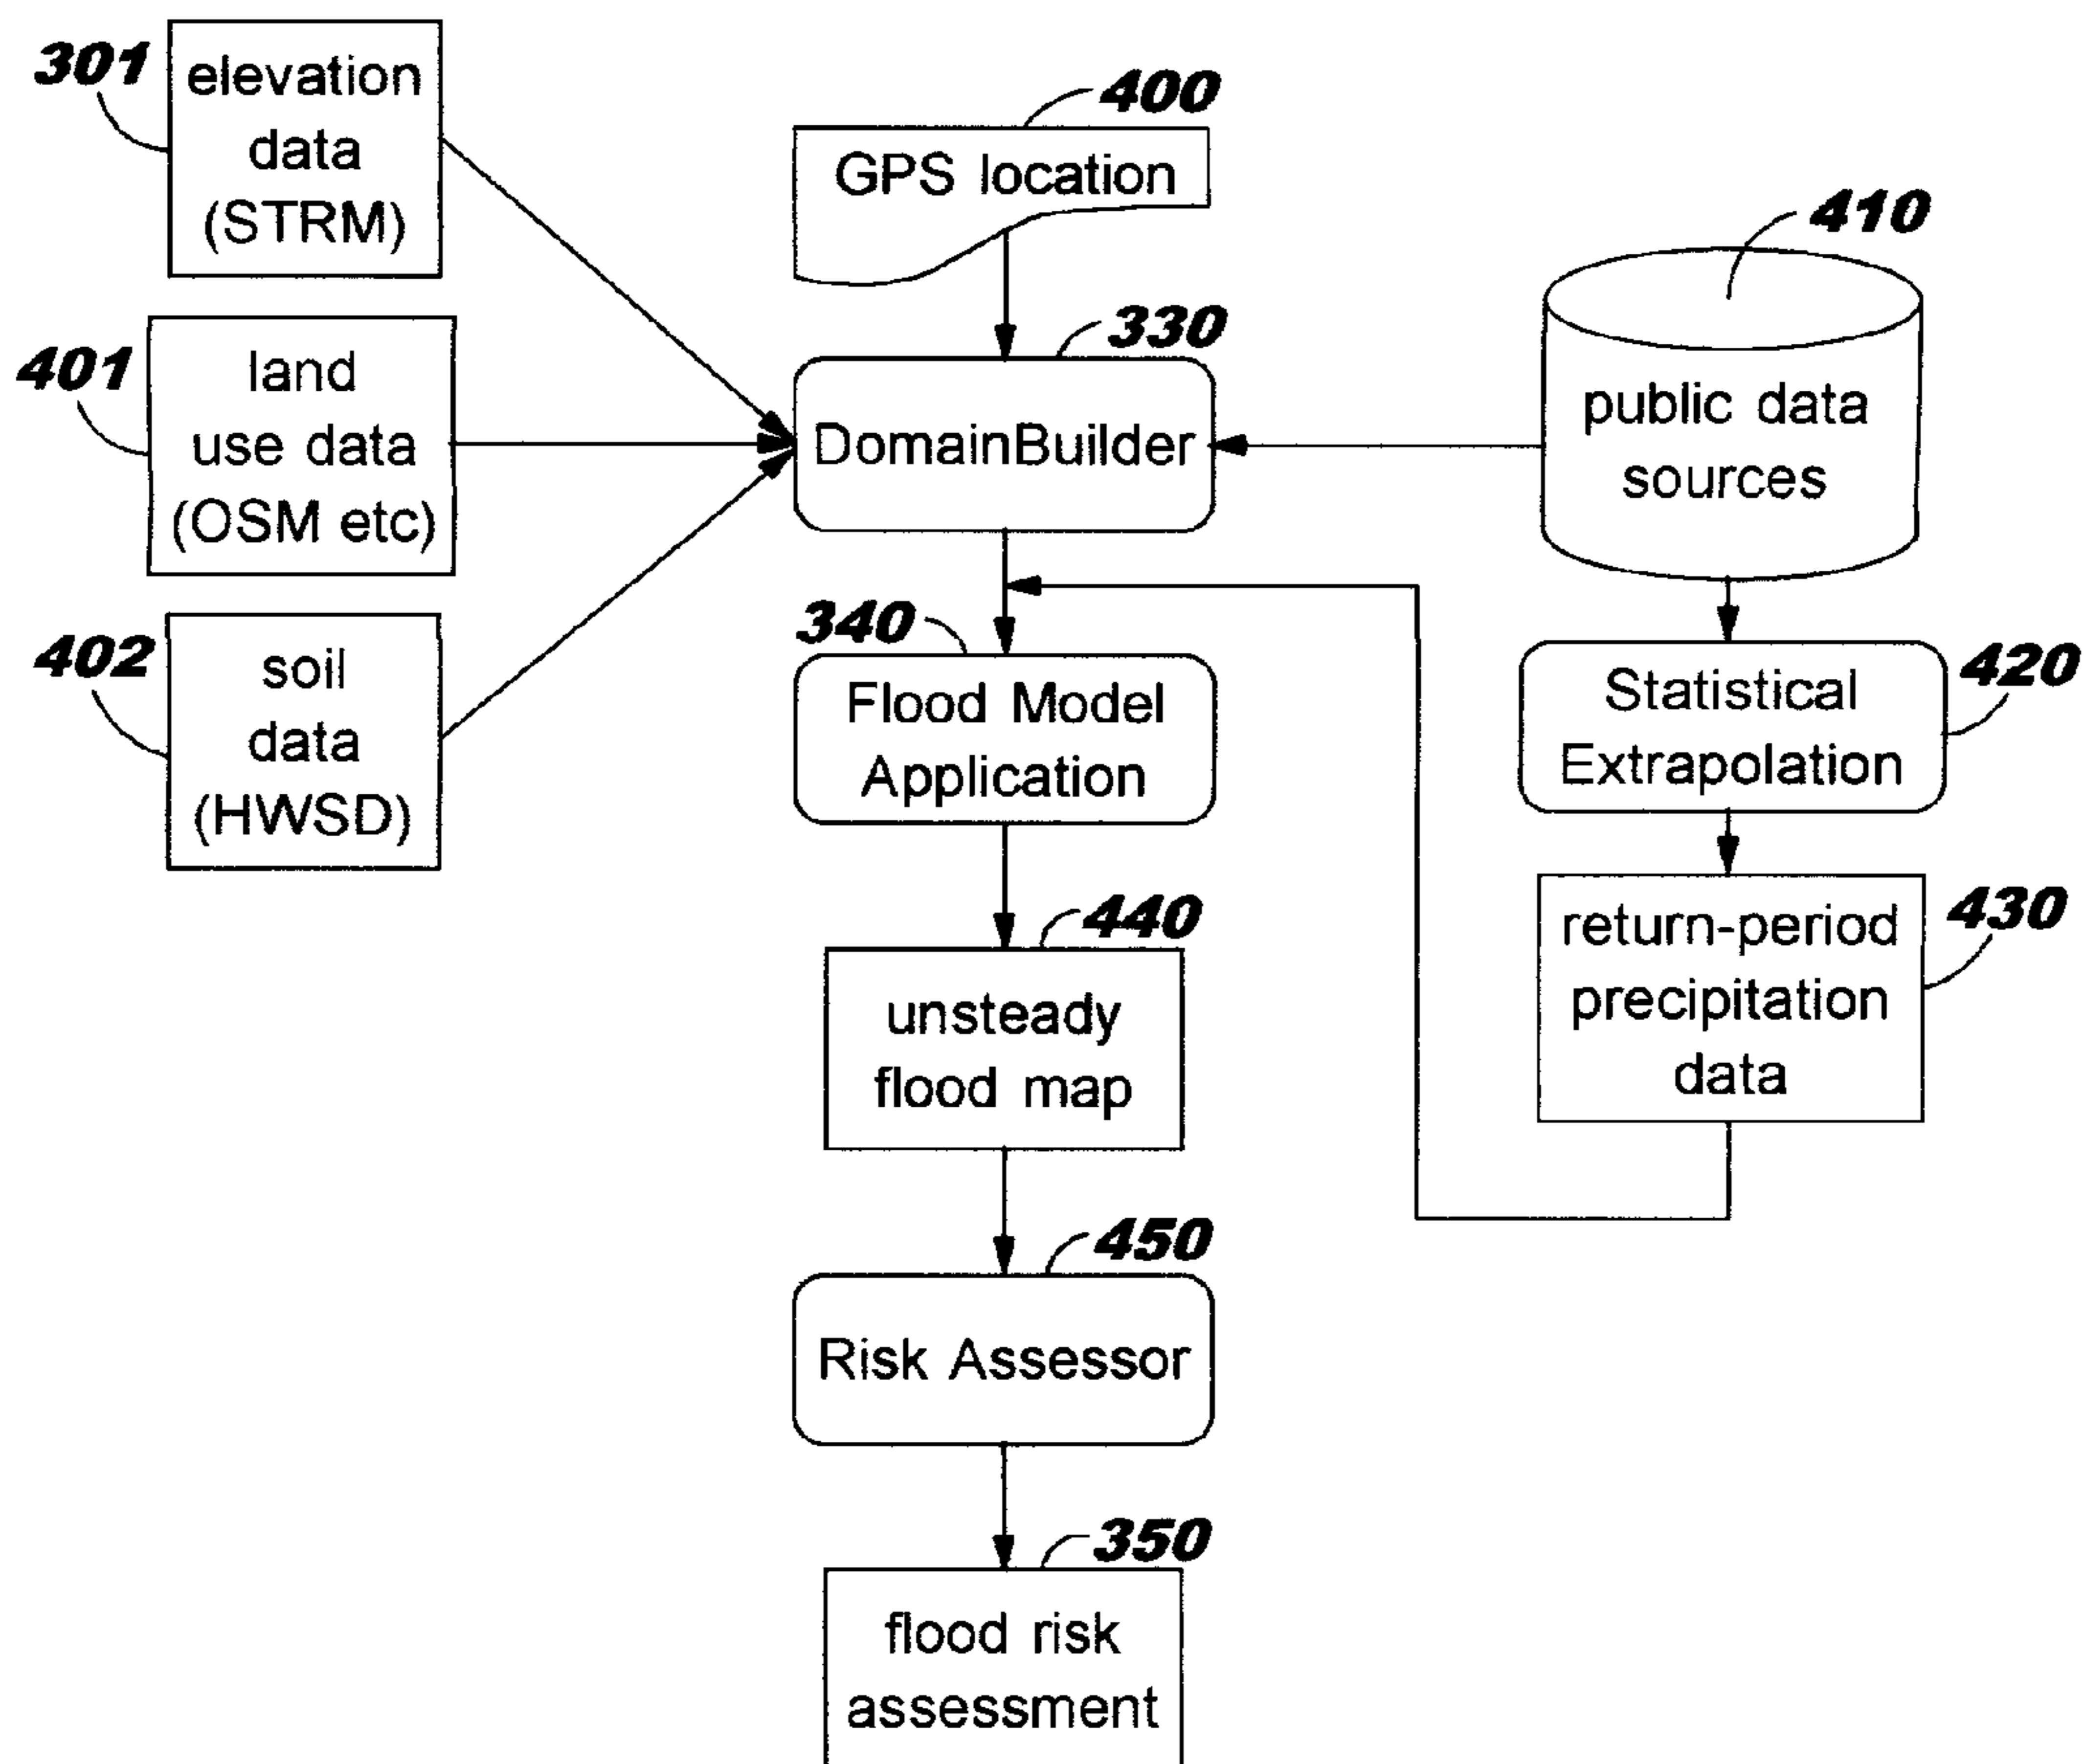 301
elevation
data
(STRM)
400
GPS location
410
public data
sources
330
DomainBuilder
401
land
use data
(OSM etc)
402
soil
data
(HWSD)
340
Flood Model
Application
420
Statistical
Extrapolation
430
return-period
precipitation
data
440
unsteady
flood map
450
Risk Assessor
350
flood risk
assessment